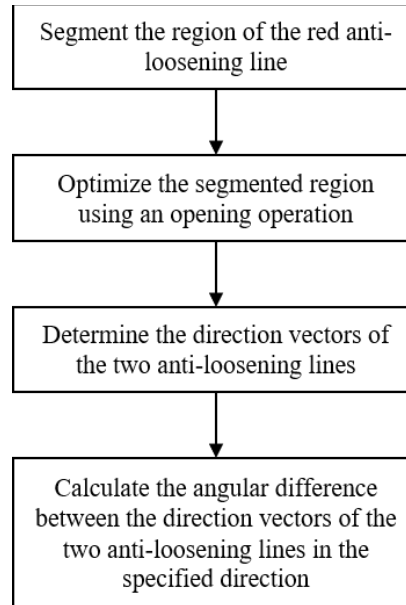 Segment the region of the red anti-
loosening line
Optimize the segmented region
using an opening operation
Determine the direction vectors of
the two anti-loosening lines
Calculate the angular difference
between the direction vectors of the
two anti-loosening lines in the
specified direction